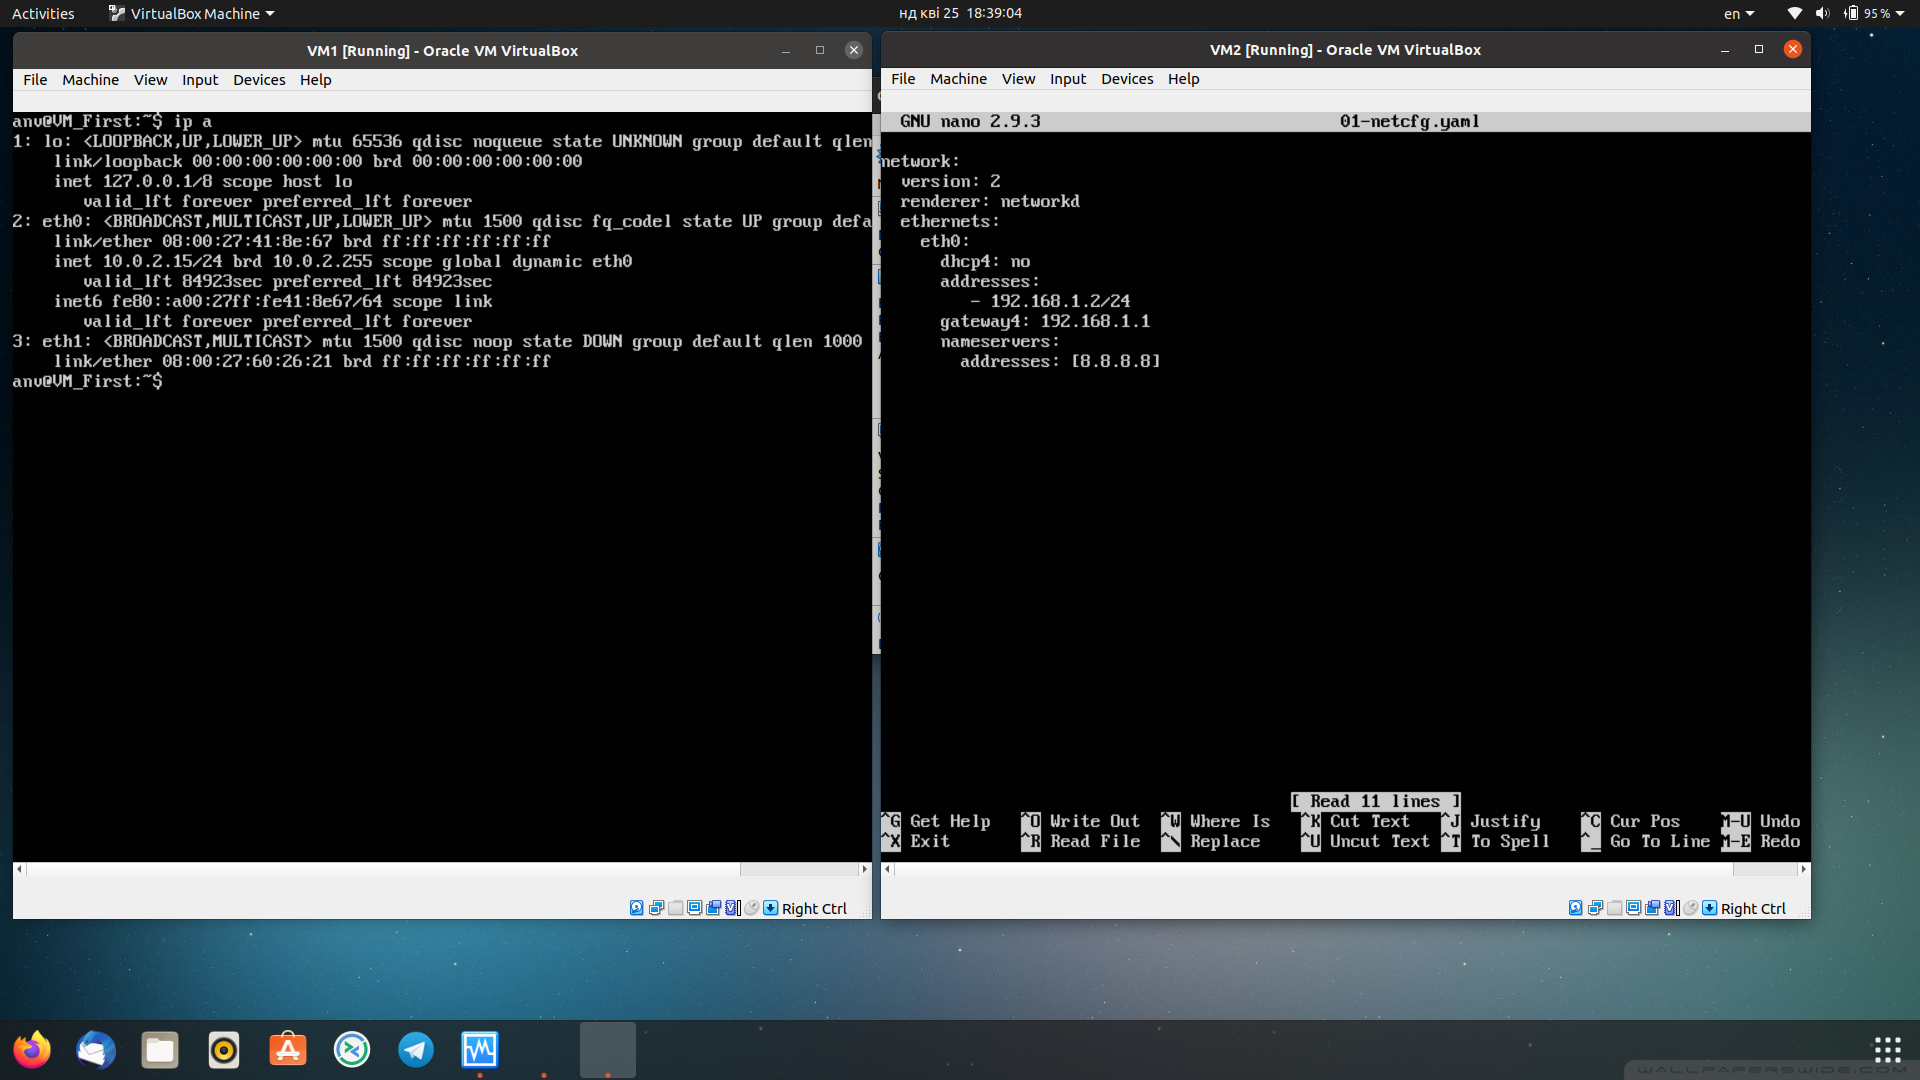 Activities
VirtualBox Machine
нд кві 25 18:39:04
en
95 %
VM1 [Running] - Oracle VM VirtualBox
File Machine View Input Devices Help
anv@VM_First:~$ ip a
1: lo: <LOOPBACK,UP,LOWER_UP> mtu 65536 qdisc noqueue state UNKNOWN group default qlen
link/loopback 00:00:00:00:00:00 brd 00:00:00:00:00:00
inet 127.0.0.1/8 scope host lo
valid_lft forever preferred_lft forever
2: eth0: <BROADCAST,MULTICAST,UP,LOWER_UP> mtu 1500 qdisc fq_codel state UP group defa
link/ether 08:00:27:41:8e:67 brd ff:ff:ff:ff:ff:ff
inet 10.0.2.15/24 brd 10.0.2.255 scope global dynamic eth0
valid_lft 84923sec preferred_lft 84923sec
inet6 fe80::a00:27ff:fe41:8e67/64 scope link
valid_lft forever preferred_lft forever
3: eth1: <BROADCAST,MULTICAST> mtu 1500 qdisc noop state DOWN group default qlen 1000
link/ether 08:00:27:60:26:21 brd ff:ff:ff:ff:ff:ff
anv@VM_First:~$
Right Ctrl
VM2 [Running] - Oracle VM VirtualBox
File Machine View Input Devices Help
GNU nano 2.9.3 01-netcfg.yaml
network:
version: 2
renderer: networkd
ethernets:
eth0:
dhcp4: no
addresses:
- 192.168.1.2/24
gateway4: 192.168.1.1
nameservers:
addresses: [8.8.8.8]
[ Read 11 lines ]
^G Get Help ^O Write Out ^W Where Is ^K Cut Text ^J Justify ^C Cur Pos M-U Undo
^X Exit ^R Read File ^\ Replace ^U Uncut Text ^T To Spell ^_ Go To Line M-E Redo
Right Ctrl
WALLPAPERSWIDE.COM